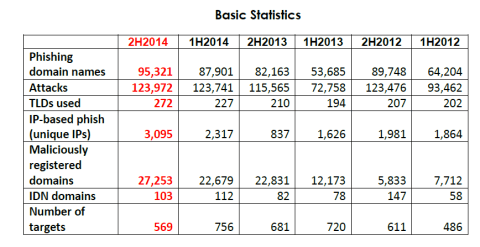 Basic Statistics
2H2014 1H2014 2H2013 1H2013 2H2012 1H2012
Phishing
domain names 95,321 87,901 82,163 53,685 89,748 64,204
Attacks 123,972 123,741 115,565 72,758 123,476 93,462
TLDs used 272 227 210 194 207 202
IP-based phish
(unique IPs) 3,095 2,317 837 1,626 1,981 1,864
Maliciously
registered
domains 27,253 22,679 22,831 12,173 5,833 7,712
IDN domains 103 112 82 78 147 58
Number of
targets 569 756 681 720 611 486